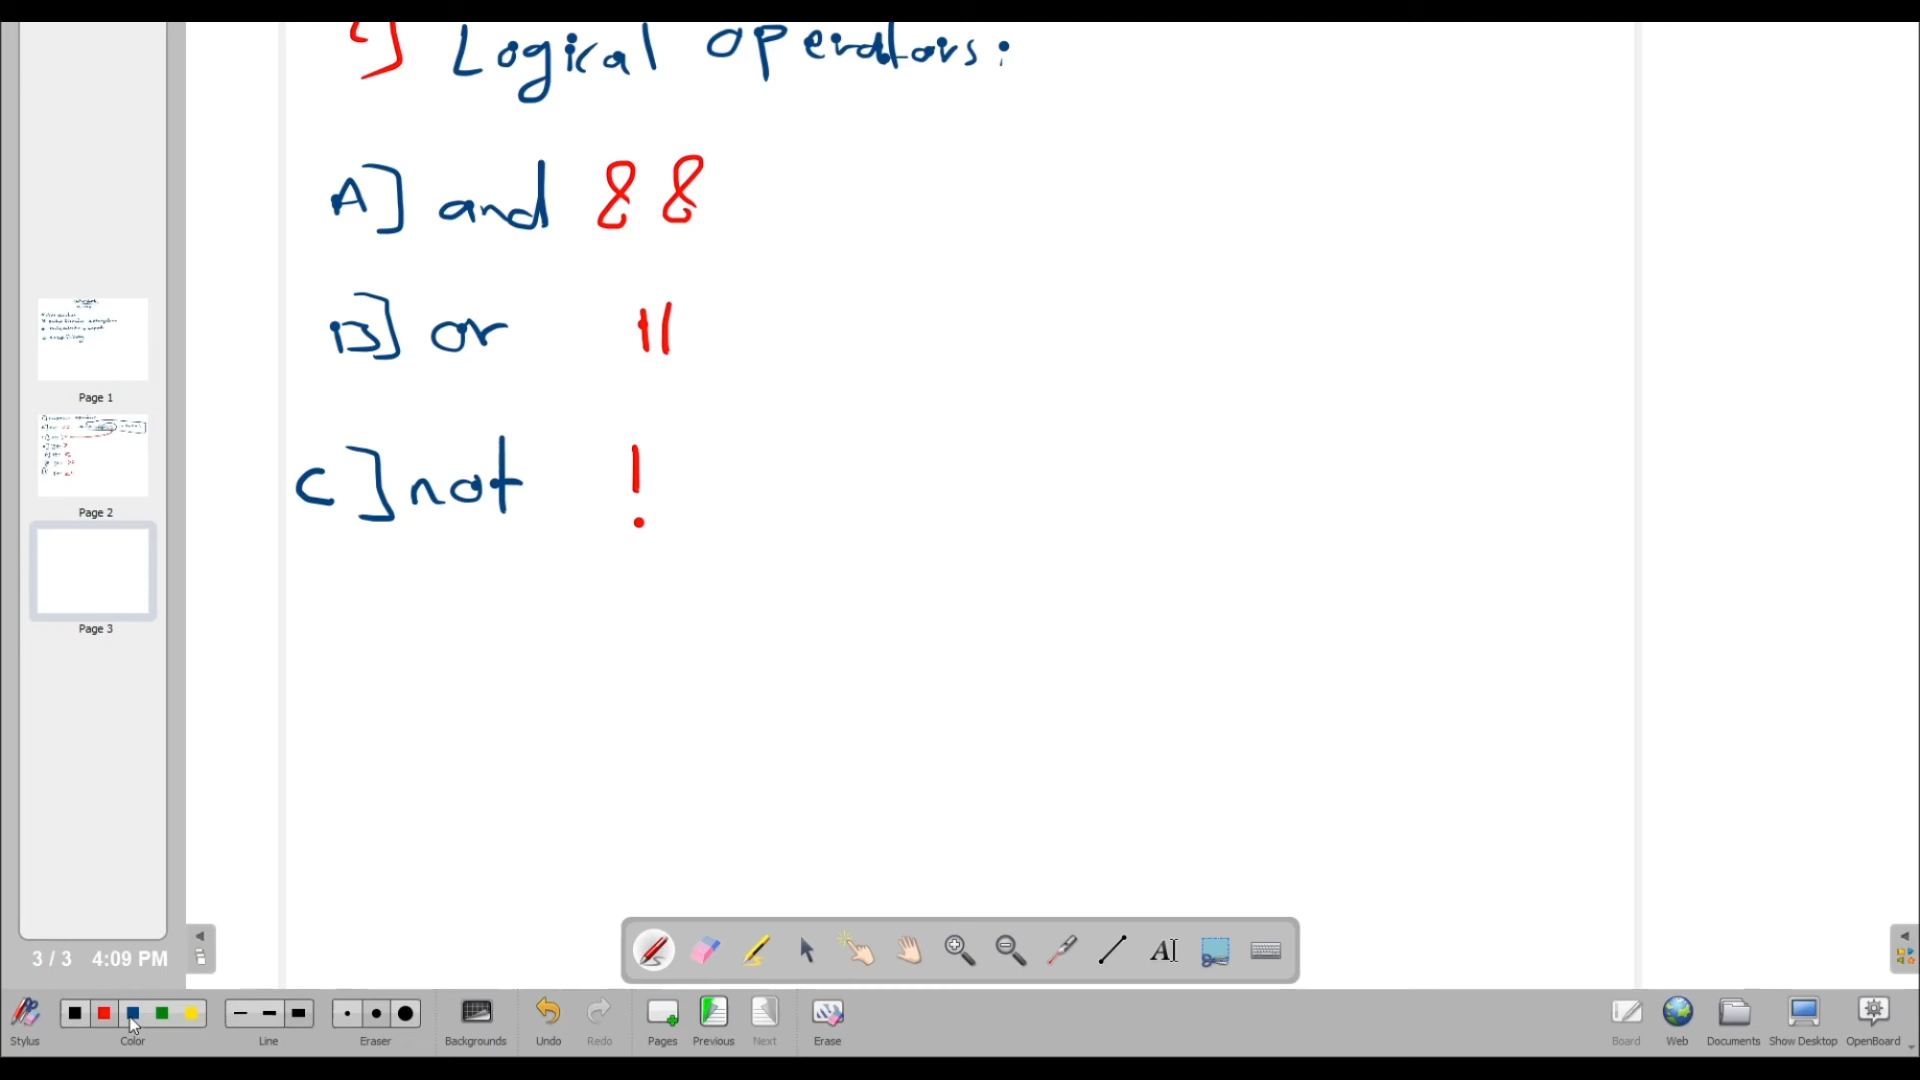 Logical Operators:
A] and &&
B] or ||
C] not !
Page 1
Page 2
Page 3
3 / 3 4:09 PM
AI
Stylus Color Line Eraser Backgrounds Undo Redo Pages Previous Next Erase Board Web Documents Show Desktop OpenBoard